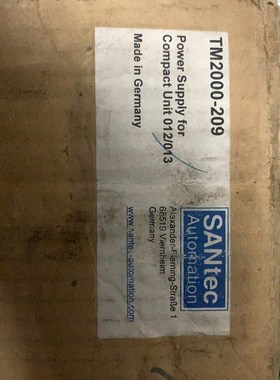 TM2000-209
Power Supply for
Compact Unit 012/013
Made in Germany
SANtec
Automation
Alexander-Fleming-Straße 1
68519 Viernheim
Germany
www.santec-automation.com